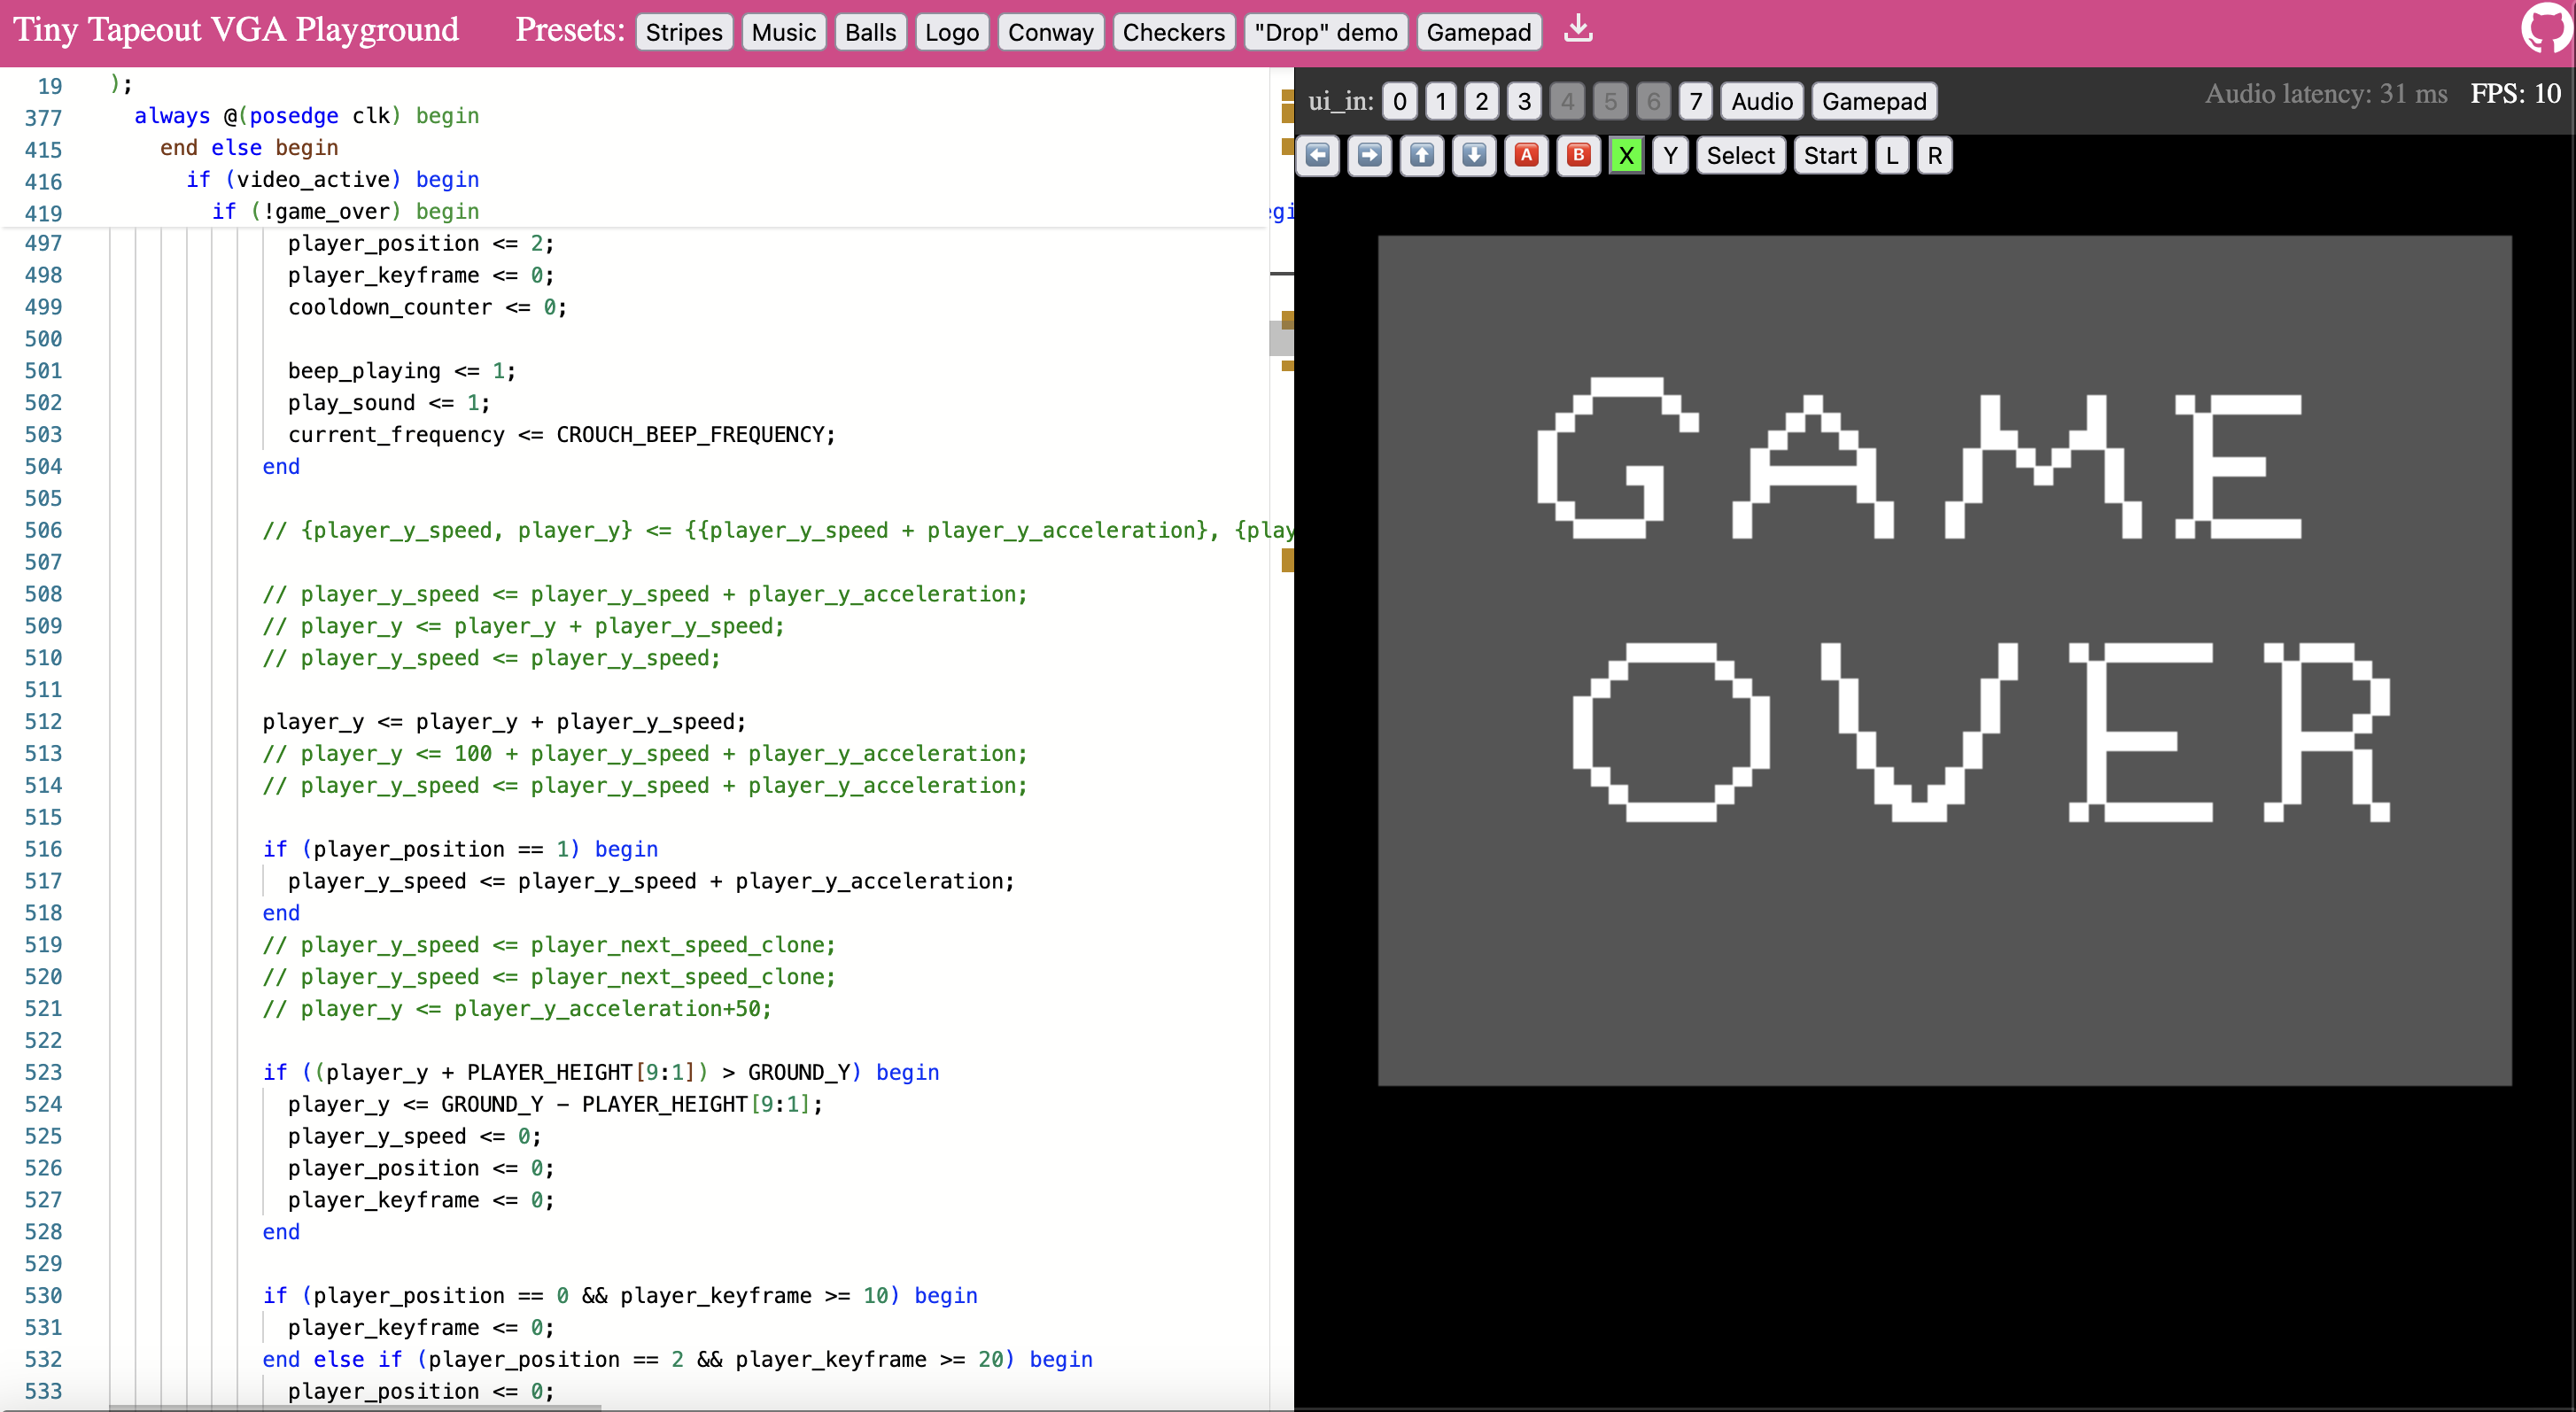 Tiny Tapeout VGA Playground Presets: Stripes Music Balls Logo Conway Checkers "Drop" demo Gamepad
19 );
377 always @(posedge clk) begin
415 end else begin
416 if (video_active) begin
419 if (!game_over) begin
497 player_position <= 2;
498 player_keyframe <= 0;
499 cooldown_counter <= 0;
500
501 beep_playing <= 1;
502 play_sound <= 1;
503 current_frequency <= CROUCH_BEEP_FREQUENCY;
504 end
505
506 // {player_y_speed, player_y} <= {{player_y_speed + player_y_acceleration}, {play
507
508 // player_y_speed <= player_y_speed + player_y_acceleration;
509 // player_y <= player_y + player_y_speed;
510 // player_y_speed <= player_y_speed;
511
512 player_y <= player_y + player_y_speed;
513 // player_y <= 100 + player_y_speed + player_y_acceleration;
514 // player_y_speed <= player_y_speed + player_y_acceleration;
515
516 if (player_position == 1) begin
517 player_y_speed <= player_y_speed + player_y_acceleration;
518 end
519 // player_y_speed <= player_next_speed_clone;
520 // player_y_speed <= player_next_speed_clone;
521 // player_y <= player_y_acceleration+50;
522
523 if ((player_y + PLAYER_HEIGHT[9:1]) > GROUND_Y) begin
524 player_y <= GROUND_Y - PLAYER_HEIGHT[9:1];
525 player_y_speed <= 0;
526 player_position <= 0;
527 player_keyframe <= 0;
528 end
529
530 if (player_position == 0 && player_keyframe >= 10) begin
531 player_keyframe <= 0;
532 end else if (player_position == 2 && player_keyframe >= 20) begin
533 player_position <= 0;
ui_in: 0 1 2 3 4 5 6 7 Audio Gamepad Audio latency: 31 ms FPS: 10
A B X Y Select Start L R
GAME
OVER